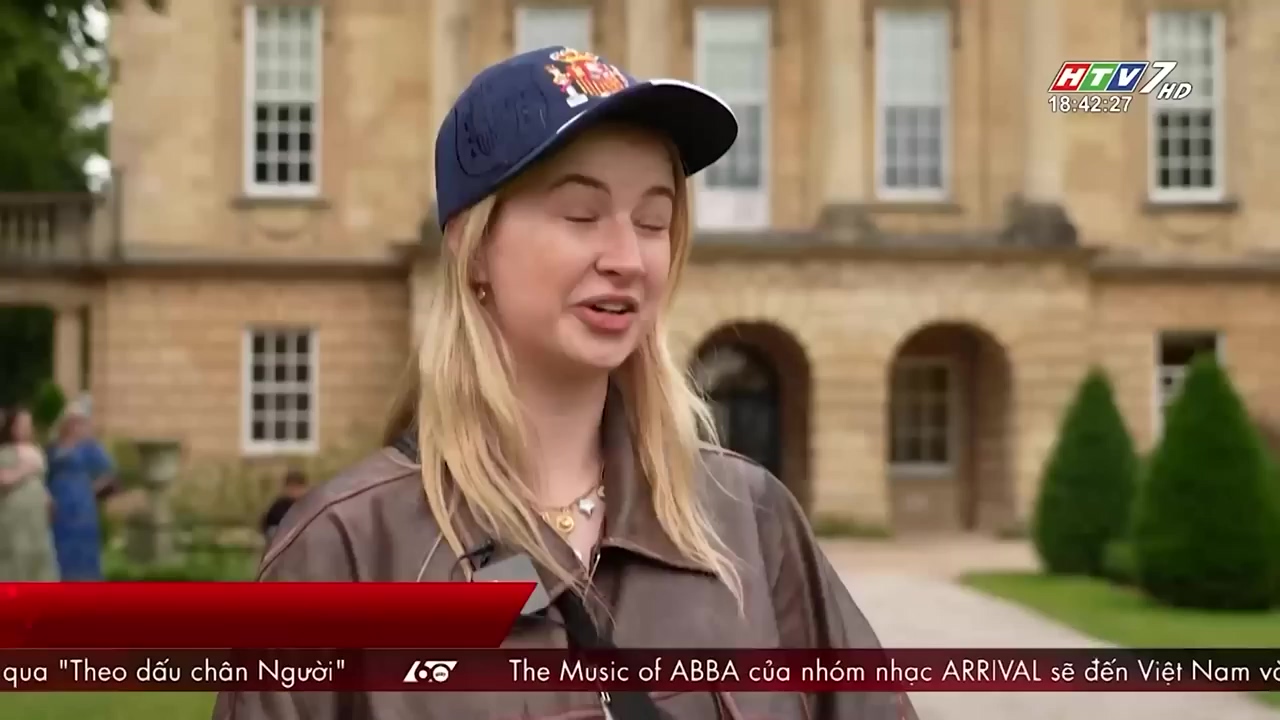 HTV7 HD
18:42:27
qua "Theo dấu chân Người" 60 The Music of ABBA của nhóm nhạc ARRIVAL sẽ đến Việt Nam và